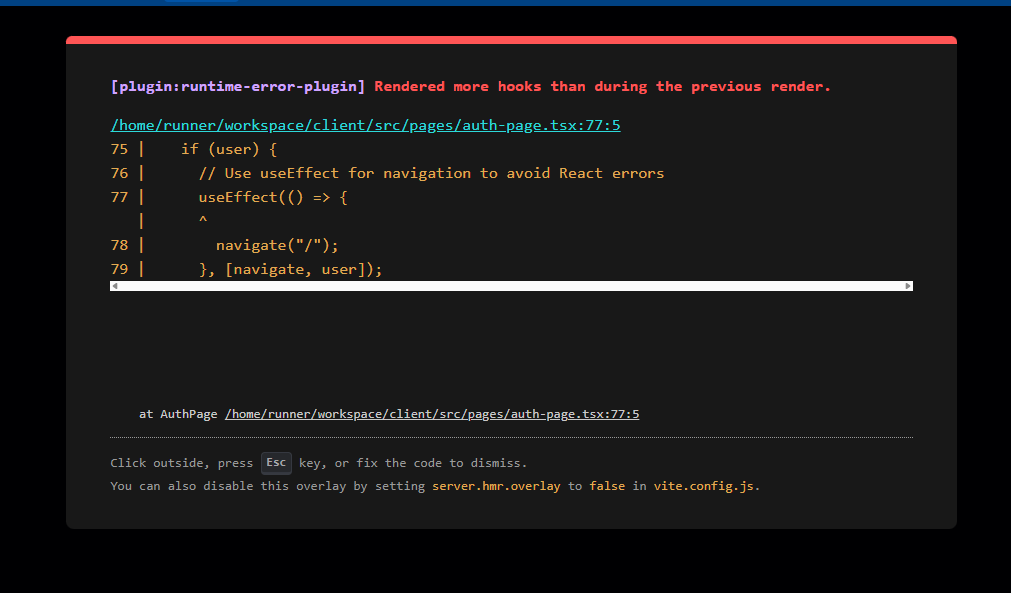 [plugin:runtime-error-plugin] Rendered more hooks than during the previous render.
/home/runner/workspace/client/src/pages/auth-page.tsx:77:5
75 |    if (user) {
76 |      // Use useEffect for navigation to avoid React errors
77 |      useEffect(() => {
   |      ^
78 |        navigate("/");
79 |      }, [navigate, user]);
at AuthPage /home/runner/workspace/client/src/pages/auth-page.tsx:77:5
Click outside, press Esc key, or fix the code to dismiss.
You can also disable this overlay by setting server.hmr.overlay to false in vite.config.js.